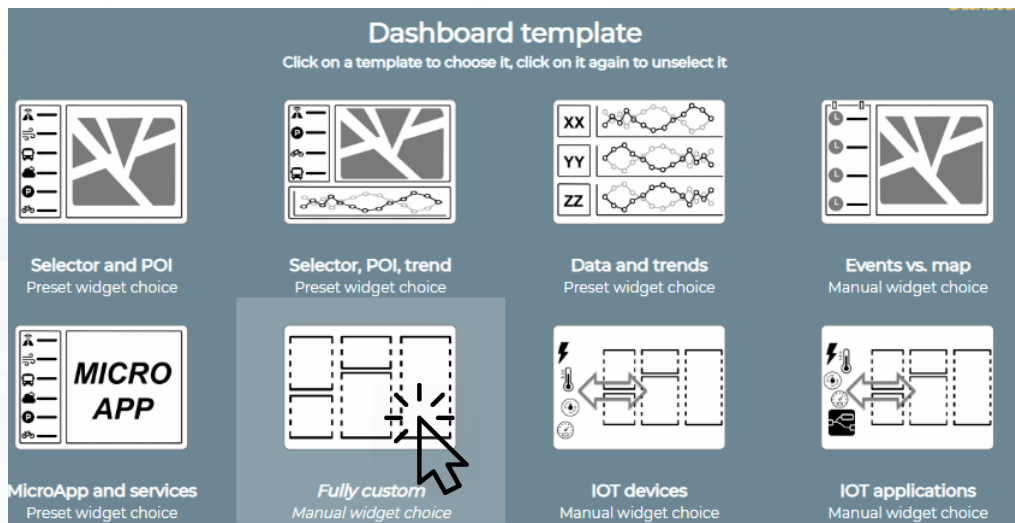 Dashboard template
Click on a template to choose it, click on it again to unselect it
XX
YY
ZZ
Selector and POI
Preset widget choice
Selector, POI, trend
Preset widget choice
Data and trends
Preset widget choice
Events vs. map
Manual widget choice
MICRO
APP
MicroApp and services
Preset widget choice
Fully custom
Manual widget choice
IOT devices
Manual widget choice
IOT applications
Manual widget choice